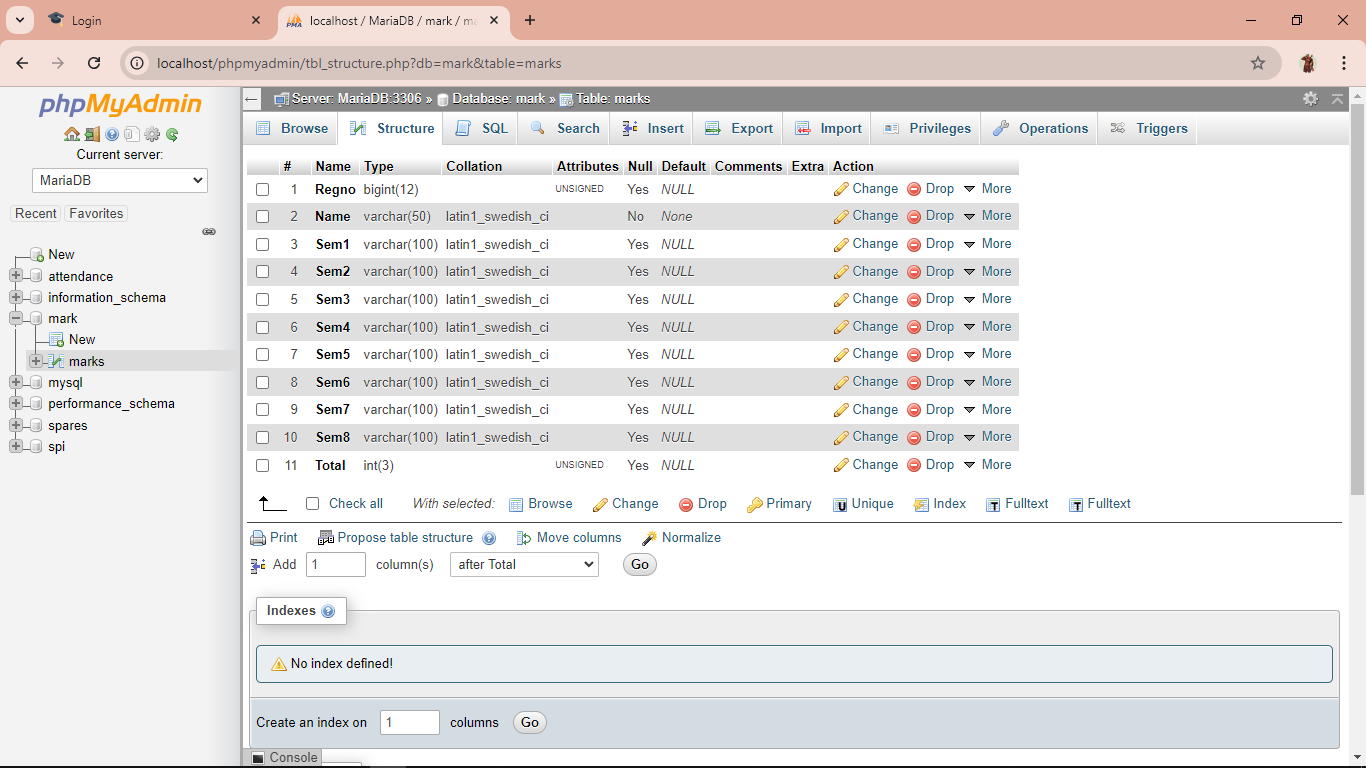 Login
localhost / MariaDB / mark / ma
localhost/phpmyadmin/tbl_structure.php?db=mark&table=marks
phpMyAdmin
Current server:
MariaDB
Recent Favorites
New
attendance
information_schema
mark
New
marks
mysql
performance_schema
spares
spi
Server: MariaDB:3306 » Database: mark » Table: marks
Browse Structure SQL Search Insert Export Import Privileges Operations Triggers
# Name Type Collation Attributes Null Default Comments Extra Action
1 Regno bigint(12) UNSIGNED Yes NULL Change Drop More
2 Name varchar(50) latin1_swedish_ci No None Change Drop More
3 Sem1 varchar(100) latin1_swedish_ci Yes NULL Change Drop More
4 Sem2 varchar(100) latin1_swedish_ci Yes NULL Change Drop More
5 Sem3 varchar(100) latin1_swedish_ci Yes NULL Change Drop More
6 Sem4 varchar(100) latin1_swedish_ci Yes NULL Change Drop More
7 Sem5 varchar(100) latin1_swedish_ci Yes NULL Change Drop More
8 Sem6 varchar(100) latin1_swedish_ci Yes NULL Change Drop More
9 Sem7 varchar(100) latin1_swedish_ci Yes NULL Change Drop More
10 Sem8 varchar(100) latin1_swedish_ci Yes NULL Change Drop More
11 Total int(3) UNSIGNED Yes NULL Change Drop More
Check all With selected: Browse Change Drop Primary Unique Index Fulltext Fulltext
Print Propose table structure Move columns Normalize
Add 1 column(s) after Total Go
Indexes
No index defined!
Create an index on 1 columns Go
Console